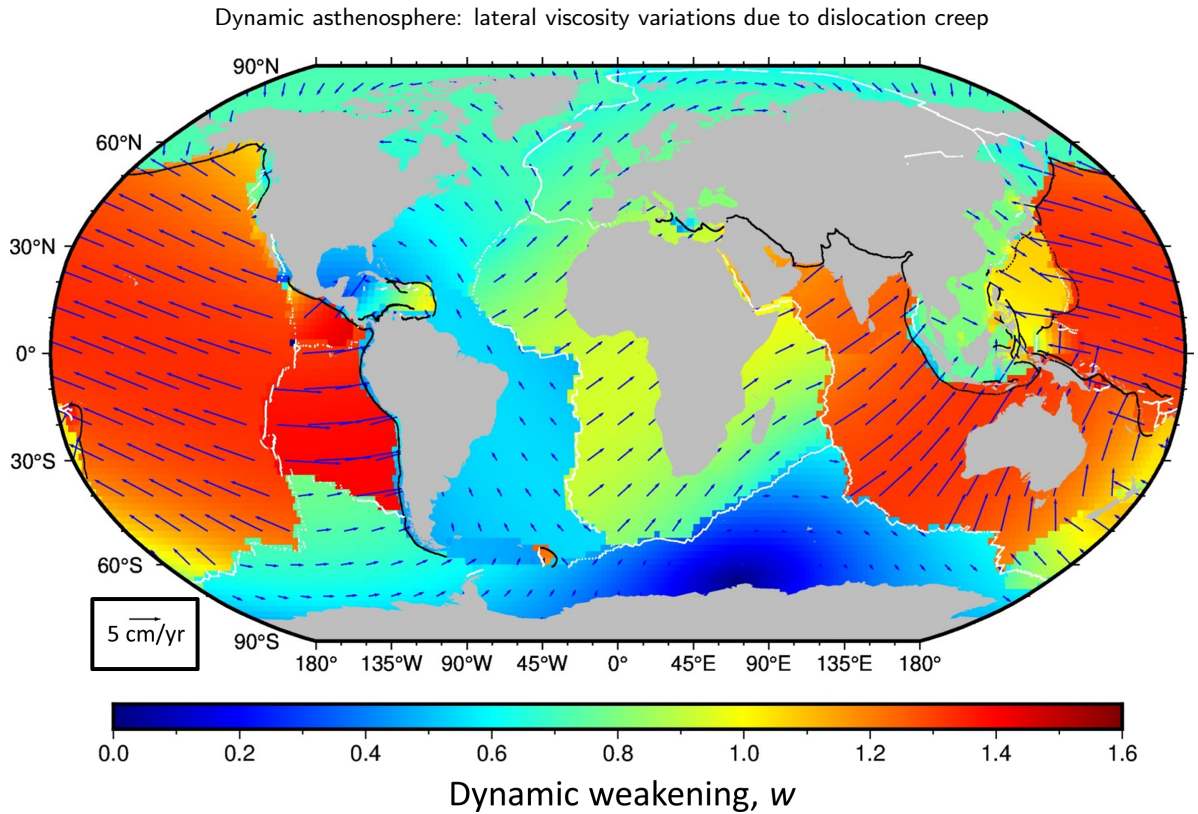 Dynamic asthenosphere: lateral viscosity variations due to dislocation creep
90°N
60°N
30°N
0°
30°S
60°S
90°S
5 cm/yr
180° 135°W 90°W 45°W 0° 45°E 90°E 135°E 180°
0.0 0.2 0.4 0.6 0.8 1.0 1.2 1.4 1.6
Dynamic weakening, w